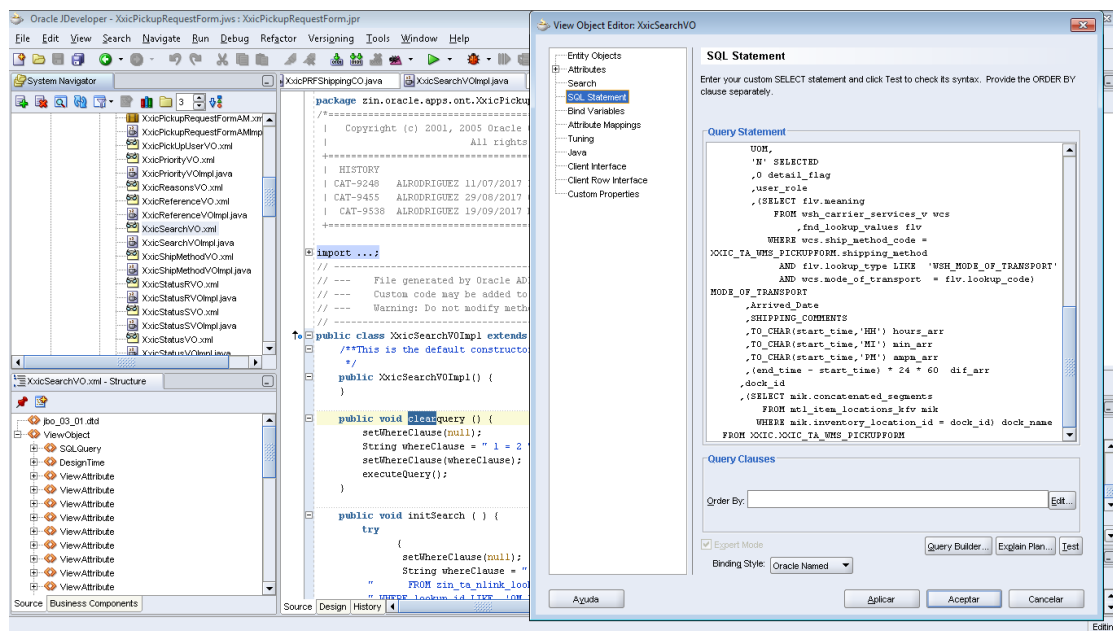 Oracle JDeveloper - XxicPickupRequestForm.jws : XxicPickupRequestForm.jpr
File Edit View Search Navigate Run Debug Refactor Versioning Tools Window Help
System Navigator
3
XxicPickupRequestFormAM.xm
XxicPickupRequestFormAMImp
XxicPickUpUserVO.xml
XxicPriorityVO.xml
XxicPriorityVOImpl.java
XxicReasonsVO.xml
XxicReferenceVO.xml
XxicReferenceVOImpl.java
XxicSearchVO.xml
XxicSearchVOImpl.java
XxicShipMethodVO.xml
XxicShipMethodVOImpl.java
XxicStatusRVO.xml
XxicStatusRVOImpl.java
XxicStatusSVO.xml
XxicStatusSVOImpl.java
XxicStatusVO.xml
XxicStatusVOImpl.java
XxicSearchVO.xml - Structure
jbo_03_01.dtd
ViewObject
SQLQuery
DesignTime
ViewAttribute
ViewAttribute
ViewAttribute
ViewAttribute
ViewAttribute
ViewAttribute
ViewAttribute
ViewAttribute
ViewAttribute
Source Business Components
XxicPRFShippingCO.java XxicSearchVOImpl.java
package zin.oracle.apps.ont.XxicPickup
/*=
| Copyright (c) 2001, 2005 Oracle
| All rights
+=
| HISTORY
| CAT-9248 ALRODRIGUEZ 11/07/2017
| CAT-9455 ALRODRIGUEZ 29/08/2017
| CAT-9538 ALRODRIGUEZ 19/09/2017
+=
import ...;
// ---
// --- File generated by Oracle AD
// --- Custom code may be added to
// --- Warning: Do not modify meth
// ---
public class XxicSearchVOImpl extends
/**This is the default constructo
*/
public XxicSearchVOImpl() {
}
public void clearquery () {
setWhereClause(null);
String whereClause = " 1 = 2 "
setWhereClause(whereClause);
executeQuery();
}
public void initSearch ( ) {
try
{
setWhereClause(null);
String whereClause = "
" FROM zin_ta_nlink_loo
Source Design History
View Object Editor: XxicSearchVO
Entity Objects
Attributes
Search
SQL Statement
Bind Variables
Attribute Mappings
Tuning
Java
Client Interface
Client Row Interface
Custom Properties
SQL Statement
Enter your custom SELECT statement and click Test to check its syntax. Provide the ORDER BY
clause separately.
Query Statement
UOM,
'N' SELECTED
,0 detail_flag
,user_role
,(SELECT flv.meaning
FROM wsh_carrier_services_v wcs
,fnd_lookup_values flv
WHERE wcs.ship_method_code =
XXIC_TA_WMS_PICKUPFORM.shipping_method
AND flv.lookup_type LIKE 'WSH_MODE_OF_TRANSPORT'
AND wcs.mode_of_transport = flv.lookup_code)
MODE_OF_TRANSPORT
,Arrived_Date
,SHIPPING_COMMENTS
,TO_CHAR(start_time,'HH') hours_arr
,TO_CHAR(start_time,'MI') min_arr
,TO_CHAR(start_time,'PM') ampm_arr
,(end_time - start_time) * 24 * 60 dif_arr
,dock_id
,(SELECT mik.concatenated_segments
FROM mtl_item_locations_kfv mik
WHERE mik.inventory_location_id = dock_id) dock_name
FROM XXIC.XXIC_TA_WMS_PICKUPFORM
Query Clauses
Order By: Edit...
Expert Mode
Query Builder... Explain Plan... Test
Binding Style: Oracle Named
Ayuda Aplicar Aceptar Cancelar
Editin